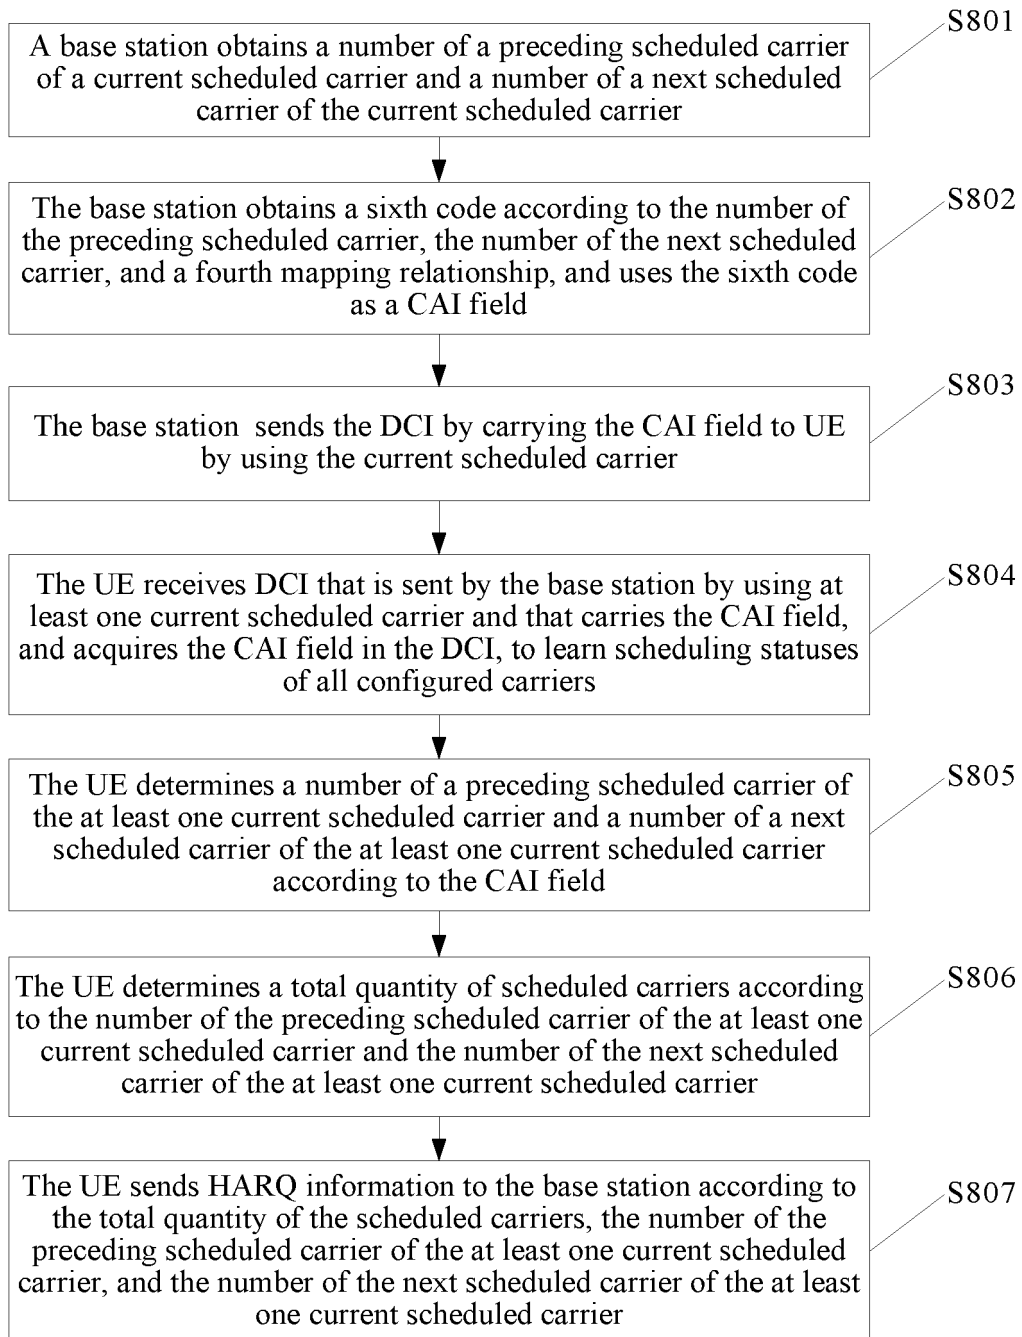 S801
A base station obtains a number of a preceding scheduled carrier
of a current scheduled carrier and a number of a next scheduled
carrier of the current scheduled carrier
S802
The base station obtains a sixth code according to the number of
the preceding scheduled carrier, the number of the next scheduled
carrier, and a fourth mapping relationship, and uses the sixth code
as a CAI field
S803
The base station sends the DCI by carrying the CAI field to UE
by using the current scheduled carrier
S804
The UE receives DCI that is sent by the base station by using at
least one current scheduled carrier and that carries the CAI field,
and acquires the CAI field in the DCI, to learn scheduling statuses
of all configured carriers
S805
The UE determines a number of a preceding scheduled carrier of
the at least one current scheduled carrier and a number of a next
scheduled carrier of the at least one current scheduled carrier
according to the CAI field
S806
The UE determines a total quantity of scheduled carriers according
to the number of the preceding scheduled carrier of the at least one
current scheduled carrier and the number of the next scheduled
carrier of the at least one current scheduled carrier
S807
The UE sends HARQ information to the base station according to
the total quantity of the scheduled carriers, the number of the
preceding scheduled carrier of the at least one current scheduled
carrier, and the number of the next scheduled carrier of the at least
one current scheduled carrier